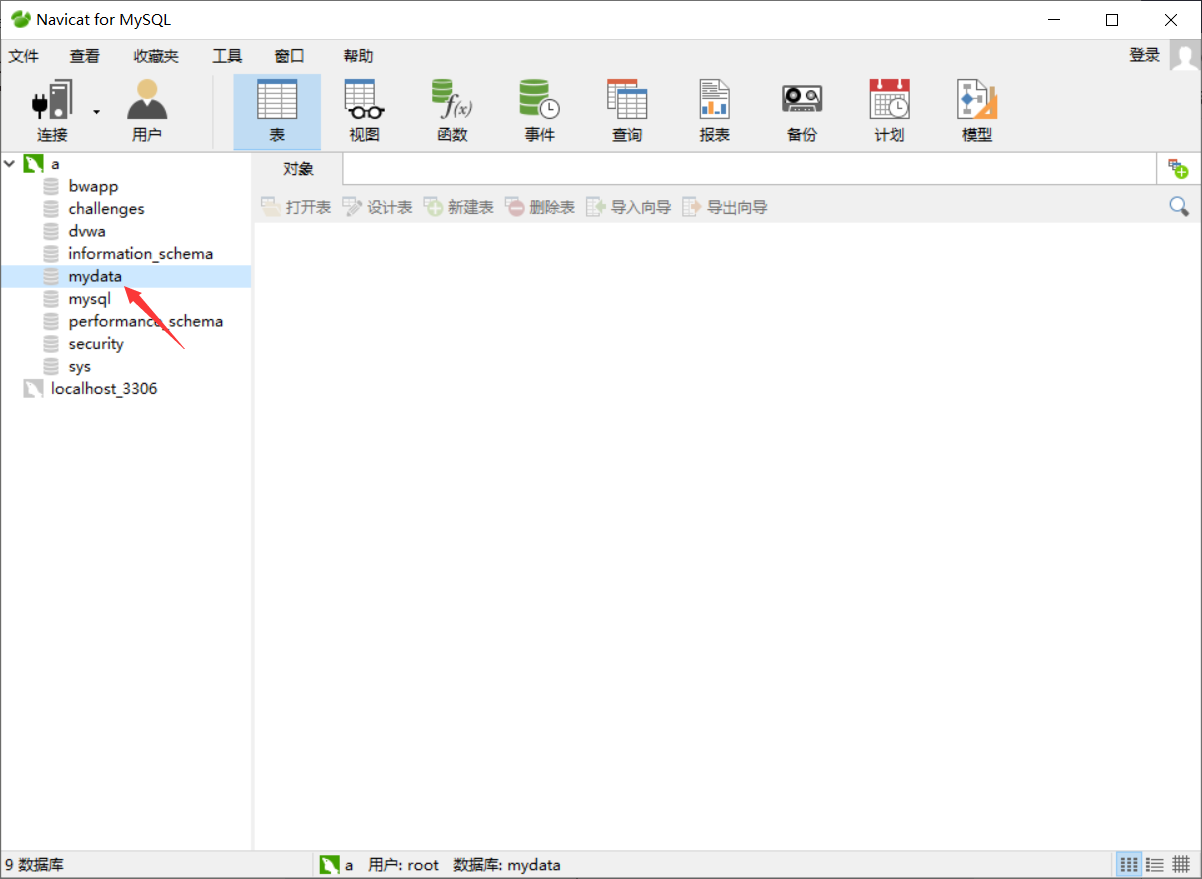 Navicat for MySQL
文件 查看 收藏夹 工具 窗口 帮助 登录
连接 用户 表 视图 函数 事件 查询 报表 备份 计划 模型
a
bwapp
challenges
dvwa
information_schema
mydata
mysql
performance_schema
security
sys
localhost_3306
对象
打开表 设计表 新建表 删除表 导入向导 导出向导
9 数据库 a 用户: root 数据库: mydata